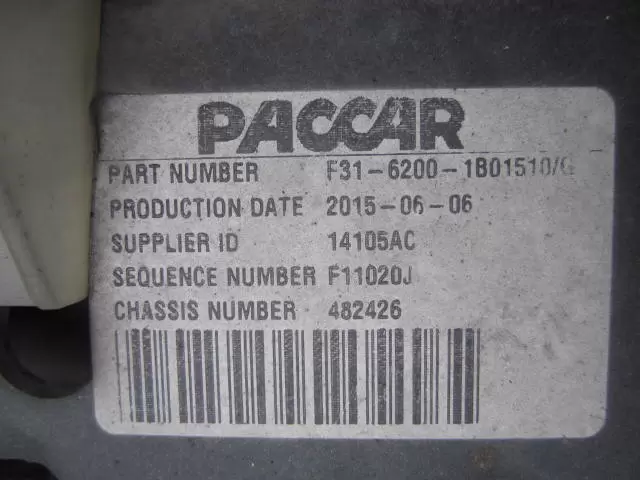 PACCAR
PART NUMBER F31-6200-1B01510/G
PRODUCTION DATE 2015-06-06
SUPPLIER ID 14105AC
SEQUENCE NUMBER F11020J
CHASSIS NUMBER 482426